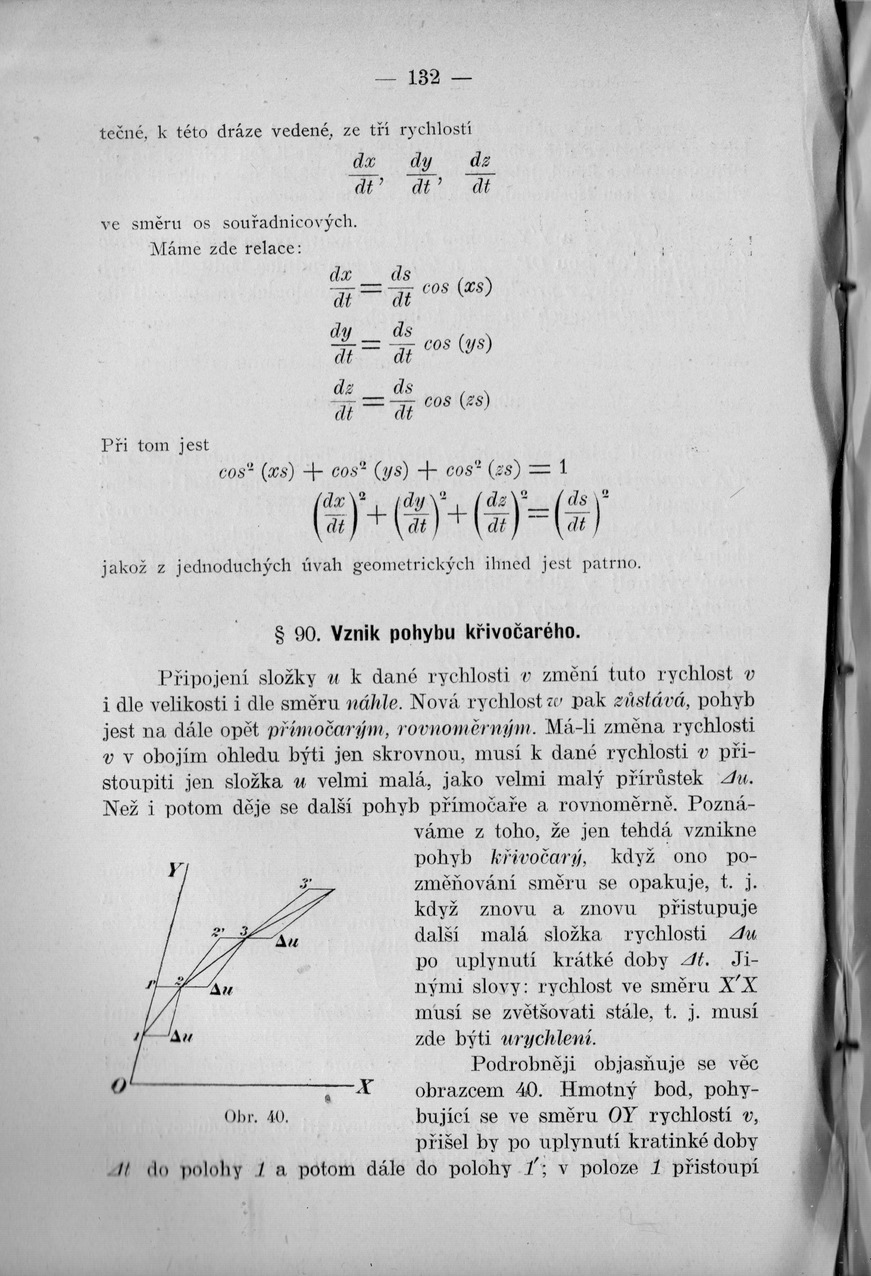 — 132 —
tečné, k této dráze vedené, ze tří rychlostí
dx/dt, dy/dt, dz/dt
ve směru os souřadnicových.
Máme zde relace:
dx/dt = ds/dt cos (xs)
dy/dt = ds/dt cos (ys)
dz/dt = ds/dt cos (zs)
Při tom jest
cos² (xs) + cos² (ys) + cos² (zs) = 1
(dx/dt)² + (dy/dt)² + (dz/dt)² = (ds/dt)²
jakož z jednoduchých úvah geometrických ihned jest patrno.
§ 90. Vznik pohybu křivočarého.
Připojení složky u k dané rychlosti v změní tuto rychlost v
i dle velikosti i dle směru náhle. Nová rychlost w pak zůstává, pohyb
jest na dále opět přímočarým, rovnoměrným. Má-li změna rychlosti
v v obojím ohledu býti jen skrovnou, musí k dané rychlosti v při-
stoupiti jen složka u velmi malá, jako velmi malý přírůstek Δu.
Než i potom děje se další pohyb přímočaře a rovnoměrně. Pozná-
váme z toho, že jen tehdá vznikne
pohyb křivočarý, když ono po-
změňování směru se opakuje, t. j.
když znovu a znovu přistupuje
další malá složka rychlosti Δu
po uplynutí krátké doby Δt. Ji-
nými slovy: rychlost ve směru X′X
musí se zvětšovati stále, t. j. musí
zde býti urychlení.
Podrobněji objasňuje se věc
obrazcem 40. Hmotný bod, pohy-
bující se ve směru OY rychlostí v,
přišel by po uplynutí kratinké doby
Δt do polohy 1 a potom dále do polohy 1′; v poloze 1 přistoupí
Y
3′
2′ 3
Δu
1′ 2
Δu
1
Δu
O X
Obr. 40.